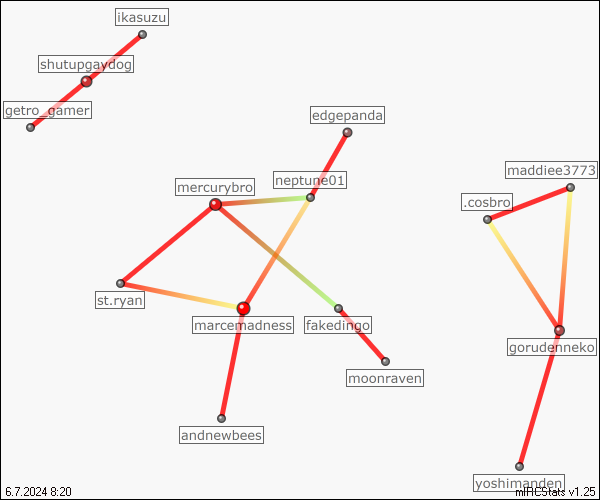 ikasuzu
shutupgaydog
getro_gamer
edgepanda
maddiee3773
neptune01
mercurybro
.cosbro
st.ryan
marcemadness
fakedingo
gorudenneko
moonraven
andnewbees
yoshimanden
6.7.2024 8:20
mIRCStats v1.25